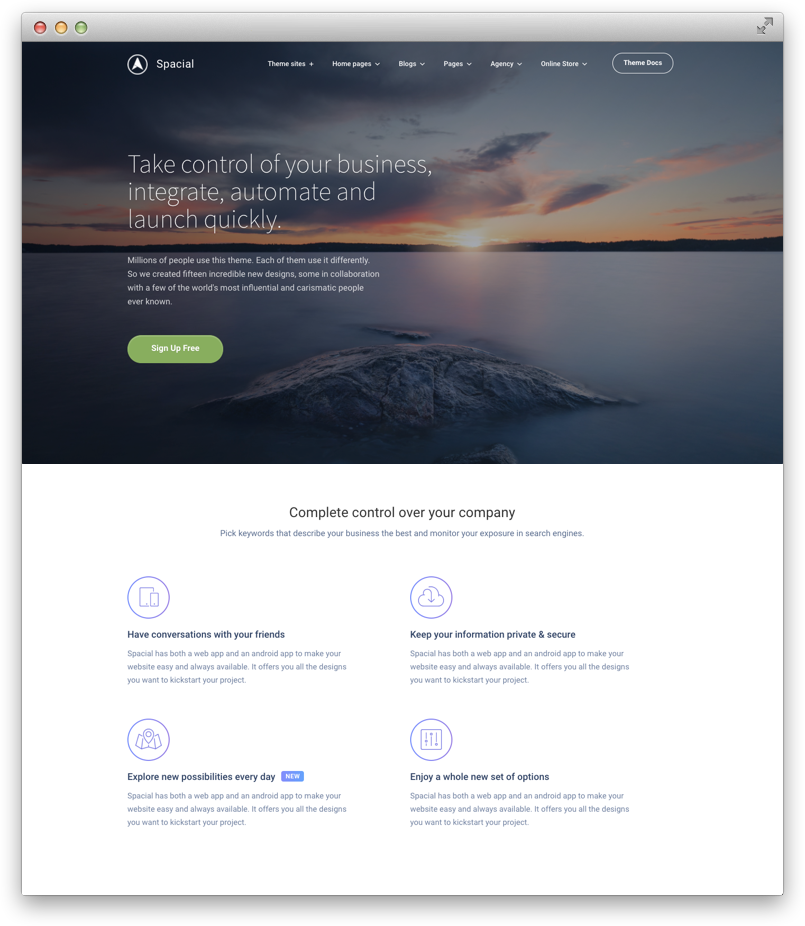 Spacial
Theme sites +
Home pages
Blogs
Pages
Agency
Online Store
Theme Docs
Take control of your business,
integrate, automate and
launch quickly.
Millions of people use this theme. Each of them use it differently.
So we created fifteen incredible new designs, some in collaboration
with a few of the world's most influential and carismatic people
ever known.
Sign Up Free
Complete control over your company
Pick keywords that describe your business the best and monitor your exposure in search engines.
Have conversations with your friends
Spacial has both a web app and an android app to make your
website easy and always available. It offers you all the designs
you want to kickstart your project.
Keep your information private & secure
Spacial has both a web app and an android app to make your
website easy and always available. It offers you all the designs
you want to kickstart your project.
Explore new possibilities every day NEW
Spacial has both a web app and an android app to make your
website easy and always available. It offers you all the designs
you want to kickstart your project.
Enjoy a whole new set of options
Spacial has both a web app and an android app to make your
website easy and always available. It offers you all the designs
you want to kickstart your project.